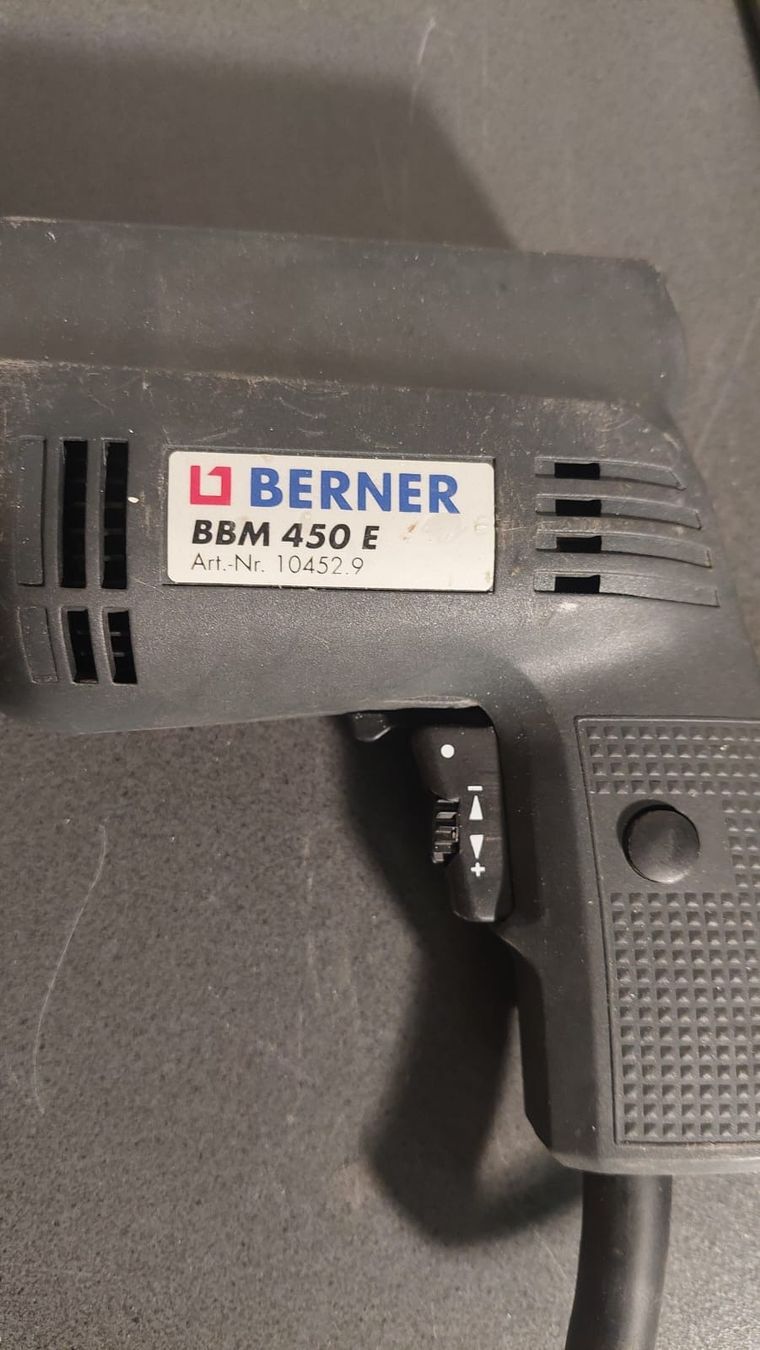 BERNER
BBM 450 E
Art.-Nr. 10452.9
−
+